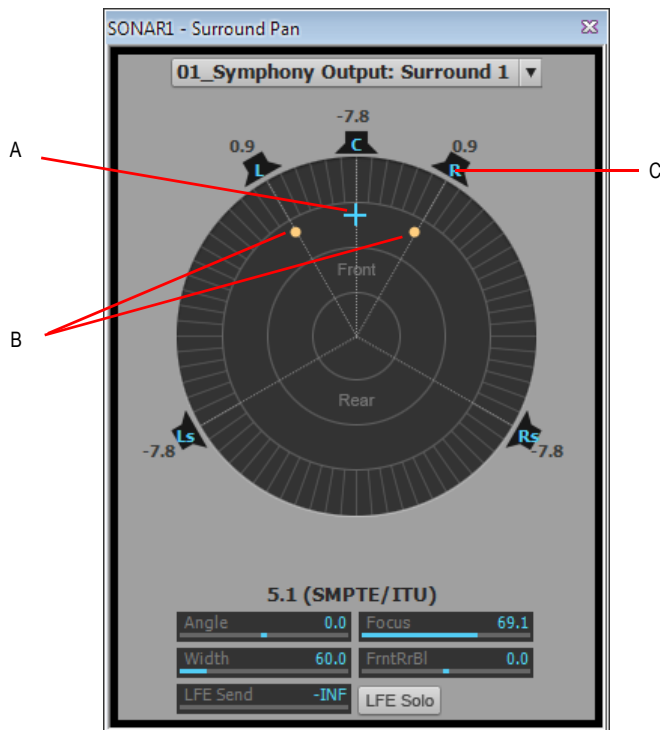 SONAR1 - Surround Pan
01_Symphony Output: Surround 1
-7.8
0.9 C 0.9
A L R C
Front
B
Rear
Ls Rs
-7.8 -7.8
5.1 (SMPTE/ITU)
Angle 0.0 Focus 69.1
Width 60.0 FrntRrBl 0.0
LFE Send -INF LFE Solo